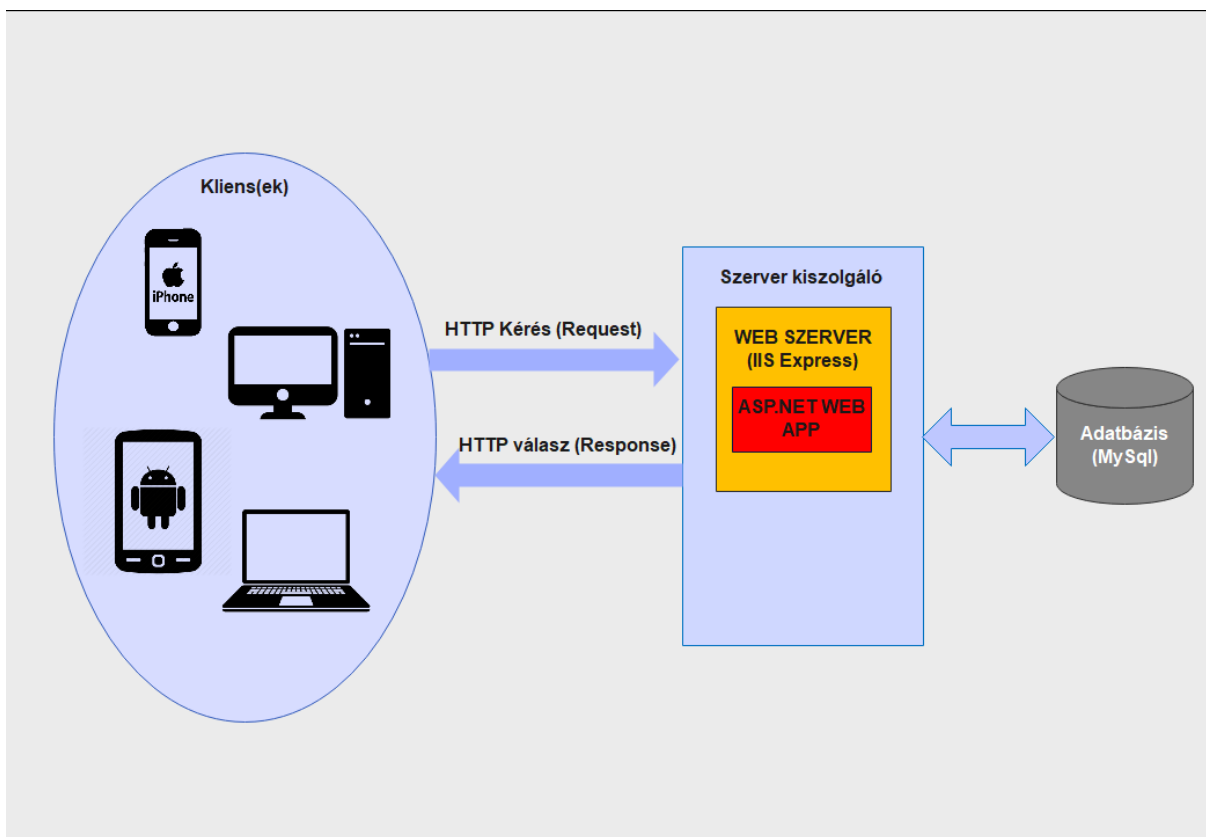 Kliens(ek)
iPhone
HTTP Kérés (Request)
HTTP válasz (Response)
Szerver kiszolgáló
WEB SZERVER
(IIS Express)
ASP.NET WEB
APP
Adatbázis
(MySql)